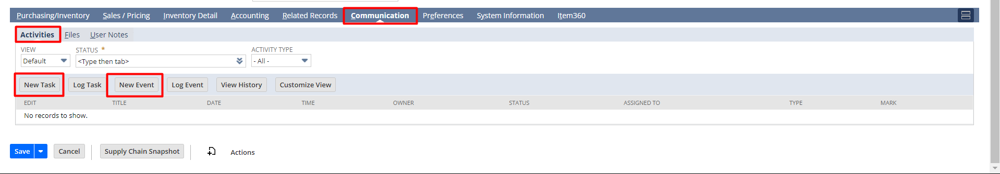 Purchasing/Inventory Sales / Pricing Inventory Detail Accounting Related Records Communication Preferences System Information Item360
Activities Files User Notes
VIEW STATUS * ACTIVITY TYPE
Default <Type then tab> - All -
New Task Log Task New Event Log Event View History Customize View
EDIT TITLE DATE TIME OWNER STATUS ASSIGNED TO TYPE MARK
No records to show.
Save Cancel Supply Chain Snapshot Actions